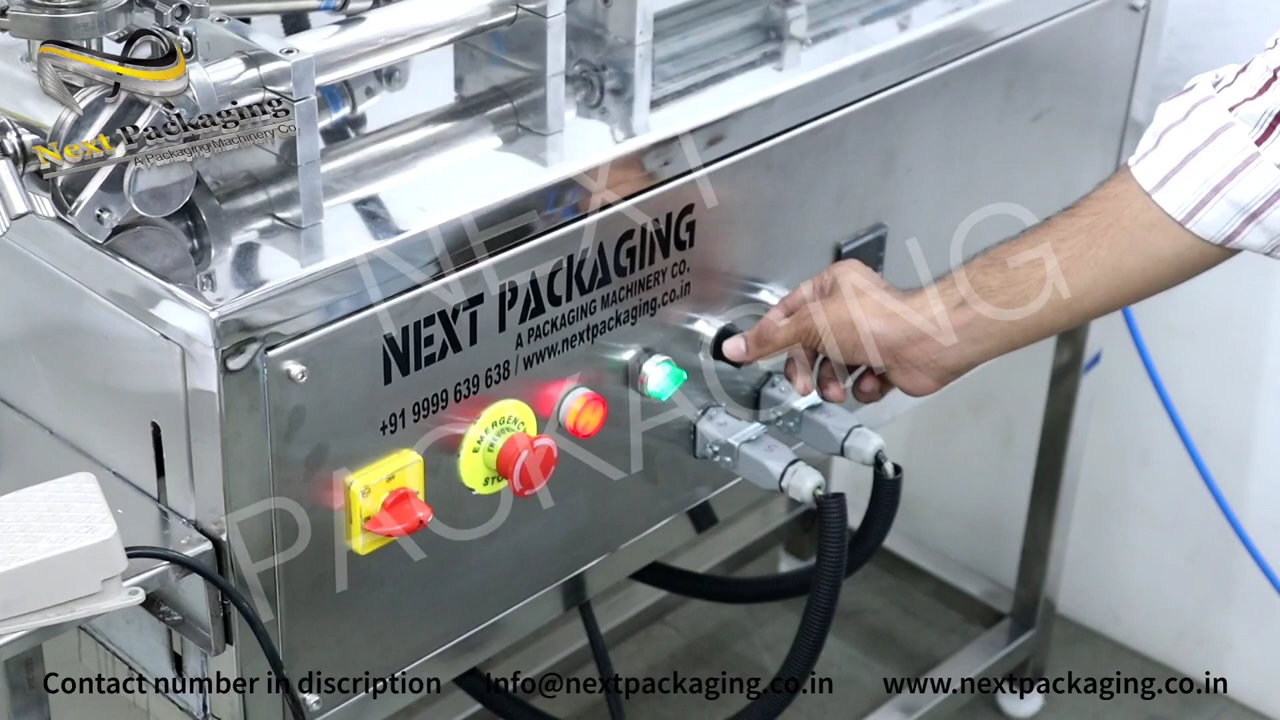 Next Packaging
A Packaging Machinery Co.
NEXT PACKAGING
A PACKAGING MACHINERY CO.
+91 9999 639 638 / www.nextpackaging.co.in
NEXT
PACKAGING
EMERGENCY
STOP
Contact number in discription Info@nextpackaging.co.in www.nextpackaging.co.in